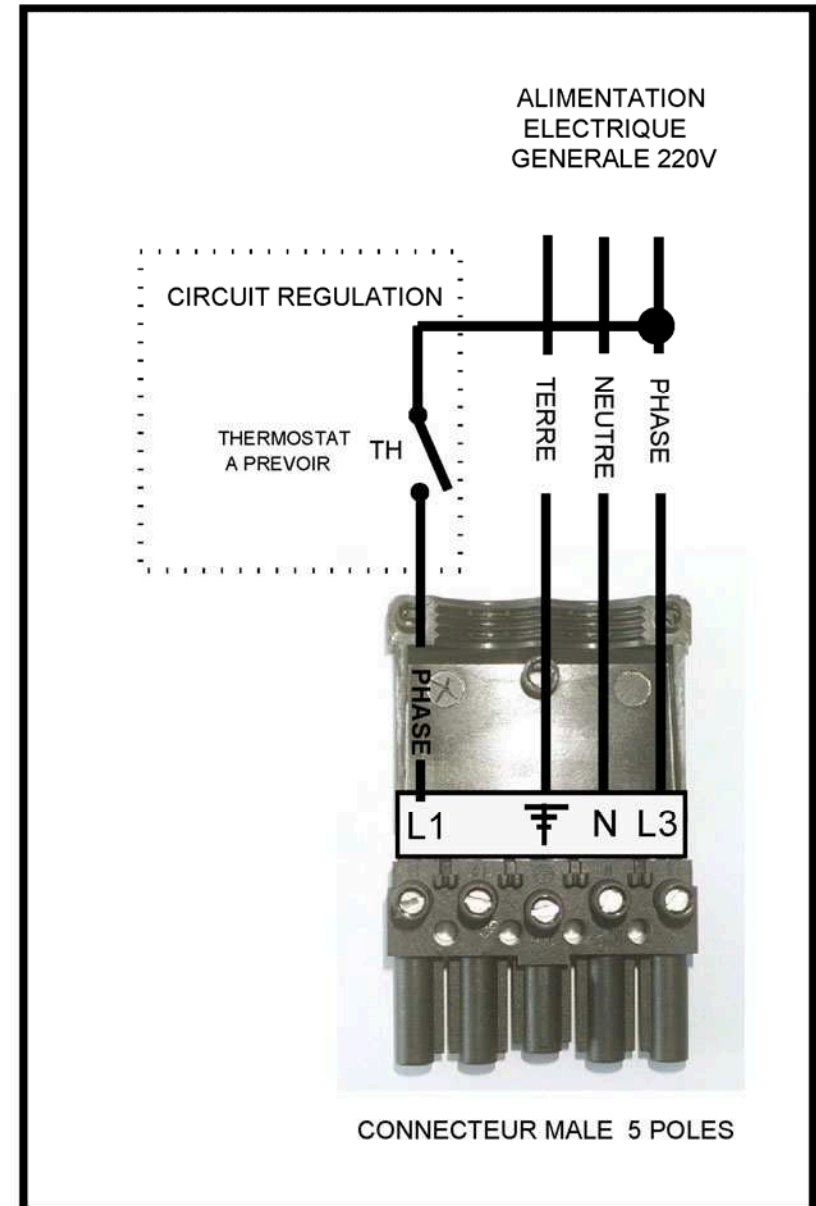 ALIMENTATION
ELECTRIQUE
GENERALE 220V
CIRCUIT REGULATION
THERMOSTAT
A PREVOIR
TH
TERRE
NEUTRE
PHASE
PHASE
L1
N L3
CONNECTEUR MALE 5 POLES